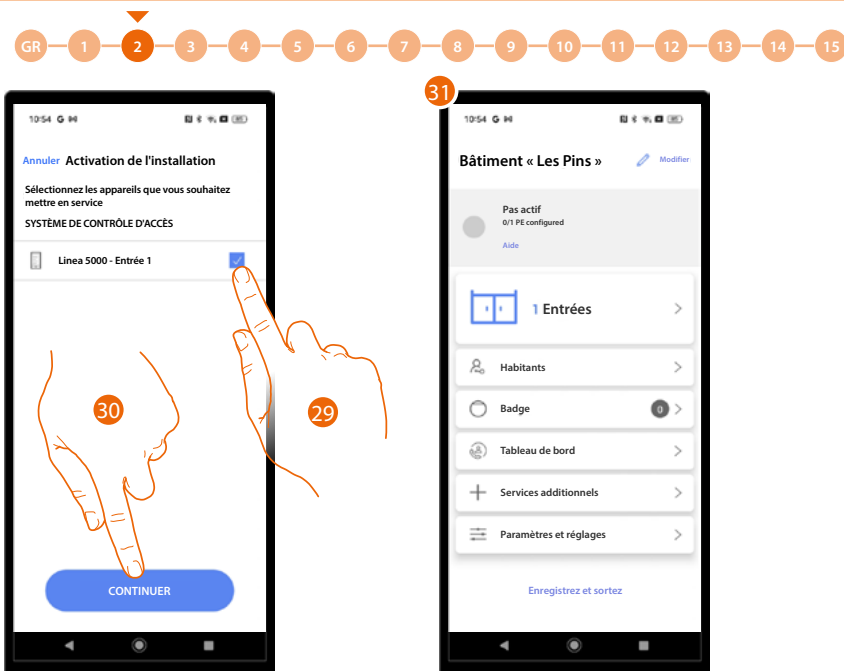 GR 1 2 3 4 5 6 7 8 9 10 11 12 13 14 15
10:54 G
Annuler Activation de l'installation
Sélectionnez les appareils que vous souhaitez
mettre en service
SYSTÈME DE CONTRÔLE D'ACCÈS
Linea 5000 - Entrée 1
29
30
CONTINUER
31
10:54 G
Bâtiment « Les Pins » Modifier
Pas actif
0/1 PE configured
Aide
1 Entrées
Habitants
Badge 0
Tableau de bord
Services additionnels
Paramètres et réglages
Enregistrez et sortez